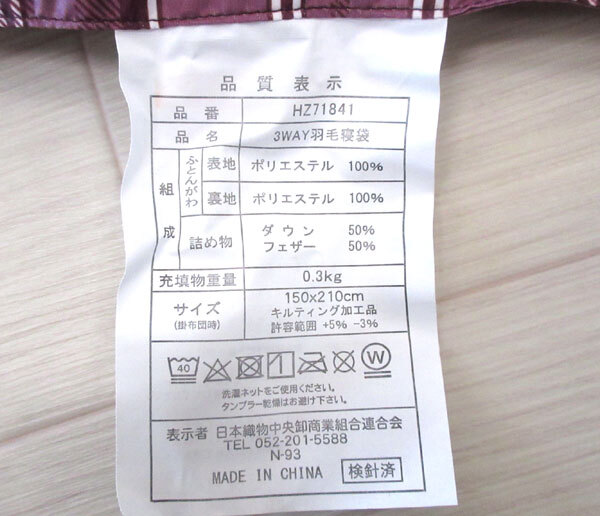 品質表示
品番 HZ71841
品名 3WAY羽毛寝袋
組成 ふとんがわ 表地 ポリエステル 100%
裏地 ポリエステル 100%
詰め物 ダウン 50%
フェザー 50%
充填物重量 0.3kg
サイズ 150x210cm
(掛布団時) キルティング加工品
許容範囲 +5% -3%
40 W
洗濯ネットをご使用ください。
タンブラー乾燥はお避け下さい。
表示者 日本織物中央卸商業組合連合会
TEL 052-201-5588
N-93
MADE IN CHINA 検針済